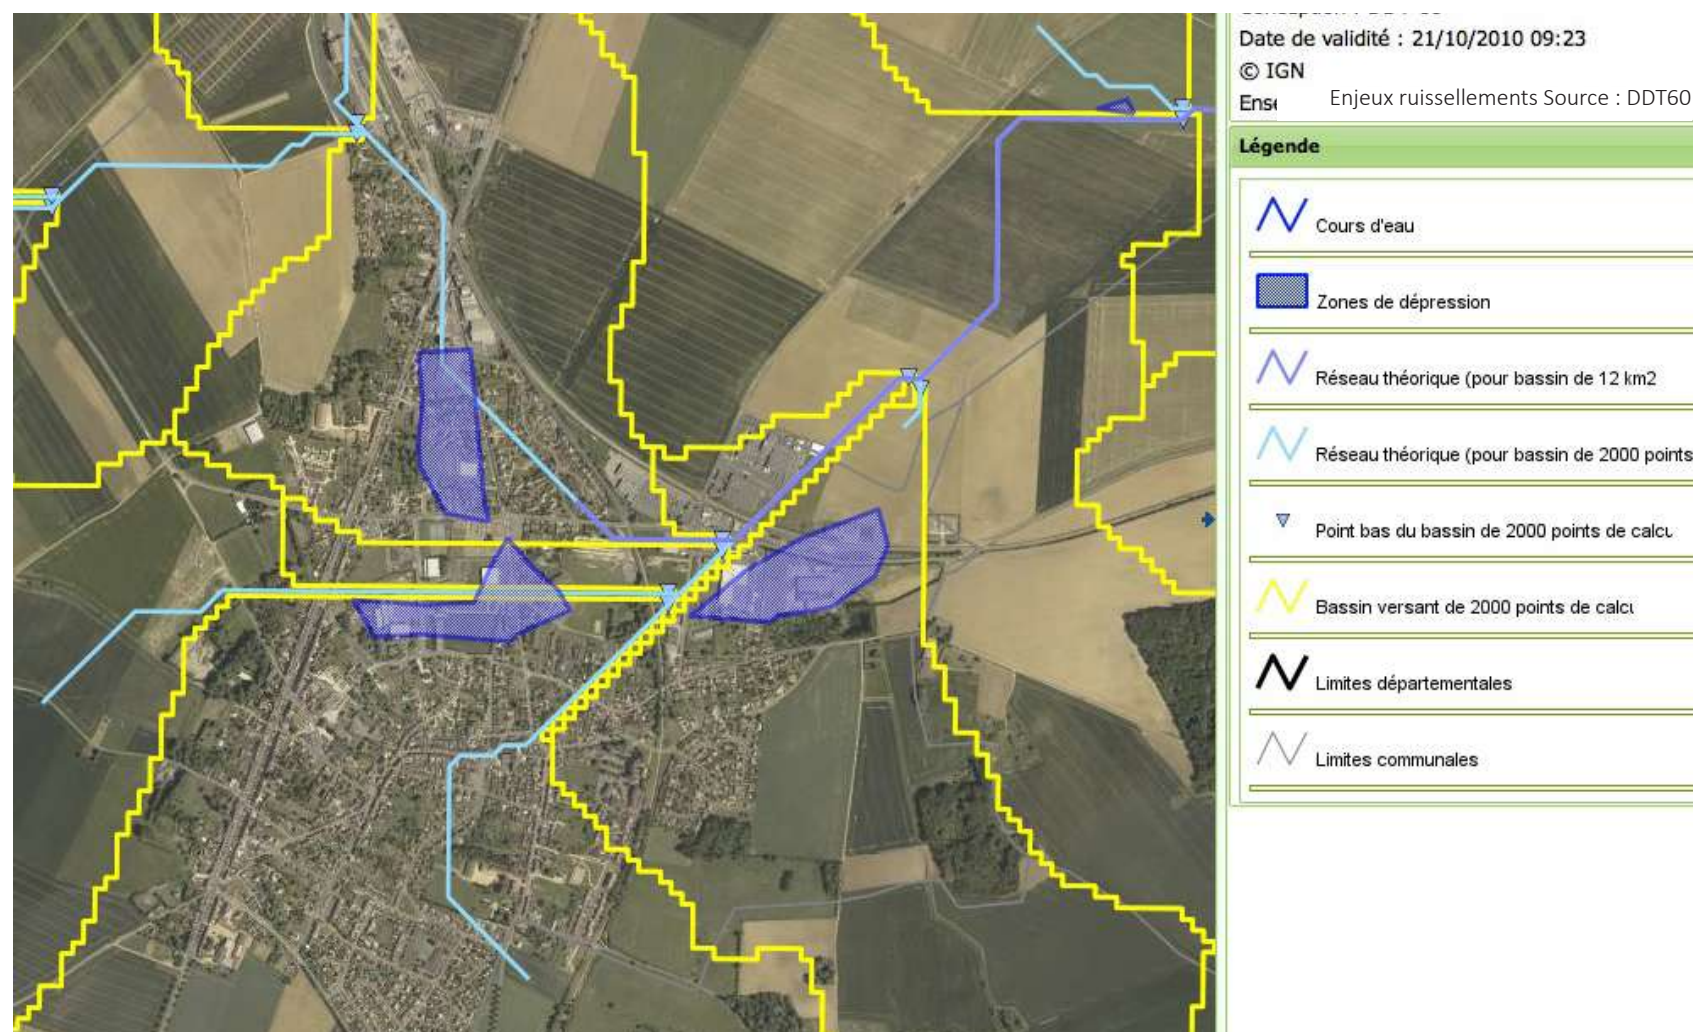 Date de validité : 21/10/2010 09:23
© IGN
Enjeux ruissellements Source : DDT60
Légende
Cours d'eau
Zones de dépression
Réseau théorique (pour bassin de 12 km2
Réseau théorique (pour bassin de 2000 points
Point bas du bassin de 2000 points de calcu
Bassin versant de 2000 points de calcu
Limites départementales
Limites communales